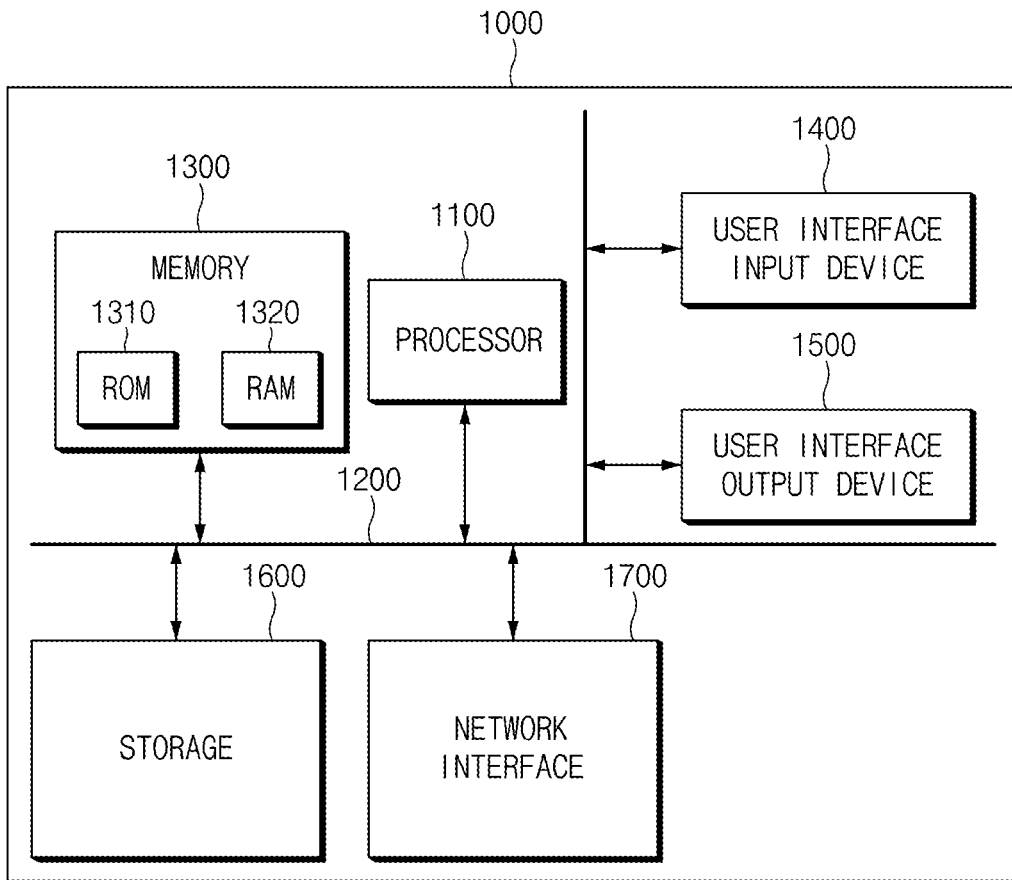 1000
1300
MEMORY
1310
ROM
1320
RAM
1100
PROCESSOR
1400
USER INTERFACE
INPUT DEVICE
1500
USER INTERFACE
OUTPUT DEVICE
1200
1600
STORAGE
1700
NETWORK
INTERFACE